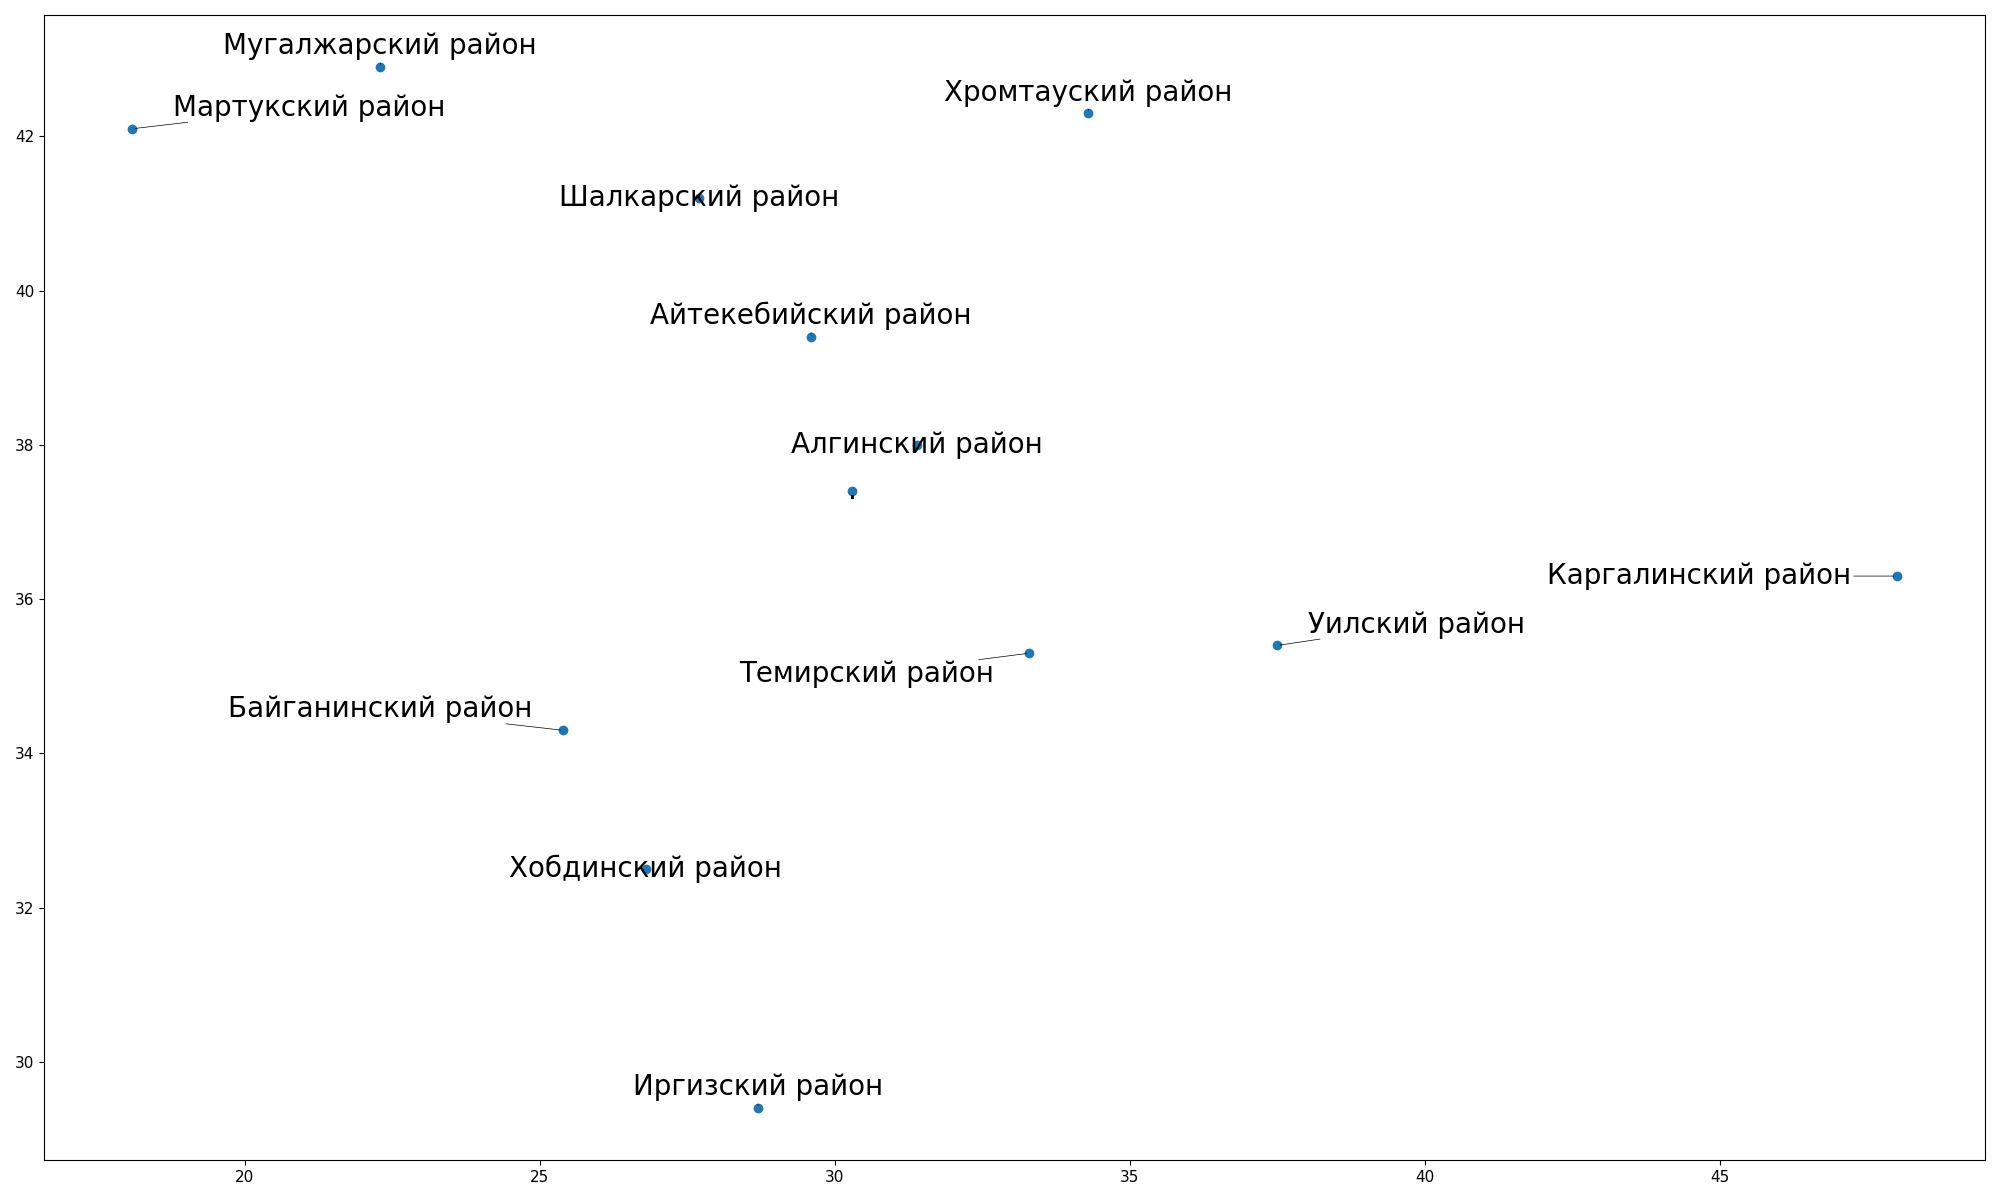 Мугалжарский район
Мартукский район
Хромтауский район
Шалкарский район
Айтекебийский район
Алгинский район
Каргалинский район
Уилский район
Темирский район
Байганинский район
Хобдинский район
Иргизский район
42
40
38
36
34
32
30
20
25
30
35
40
45